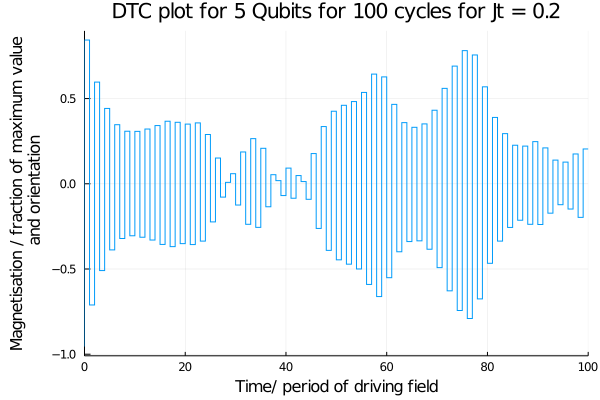 DTC plot for 5 Qubits for 100 cycles for Jt = 0.2
Magnetisation / fraction of maximum value
and orientation
0.5
0.0
−0.5
−1.0
0
20
40
60
80
100
Time/ period of driving field